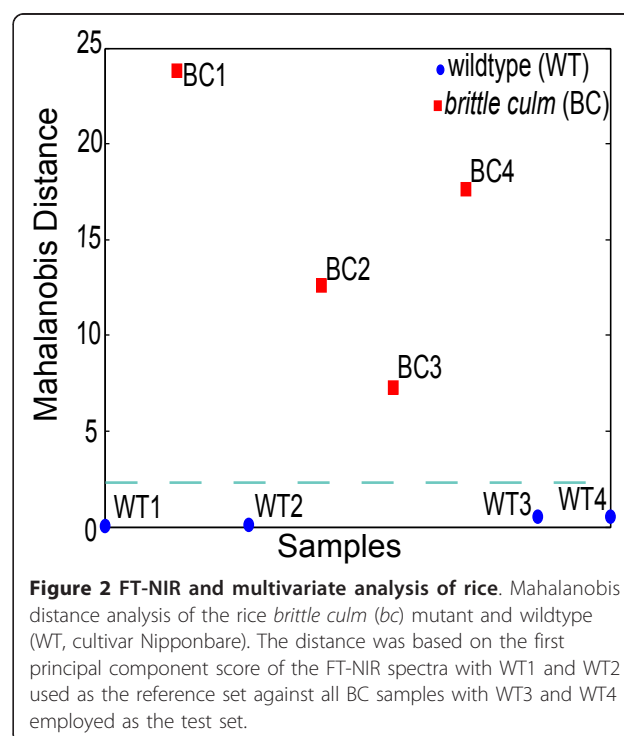 25
20
15
10
5
0
Mahalanobis Distance
wildtype (WT)
brittle culm (BC)
BC1
BC4
BC2
BC3
WT1
WT2
WT3
WT4
Samples
Figure 2 FT-NIR and multivariate analysis of rice. Mahalanobis
distance analysis of the rice brittle culm (bc) mutant and wildtype
(WT, cultivar Nipponbare). The distance was based on the first
principal component score of the FT-NIR spectra with WT1 and WT2
used as the reference set against all BC samples with WT3 and WT4
employed as the test set.